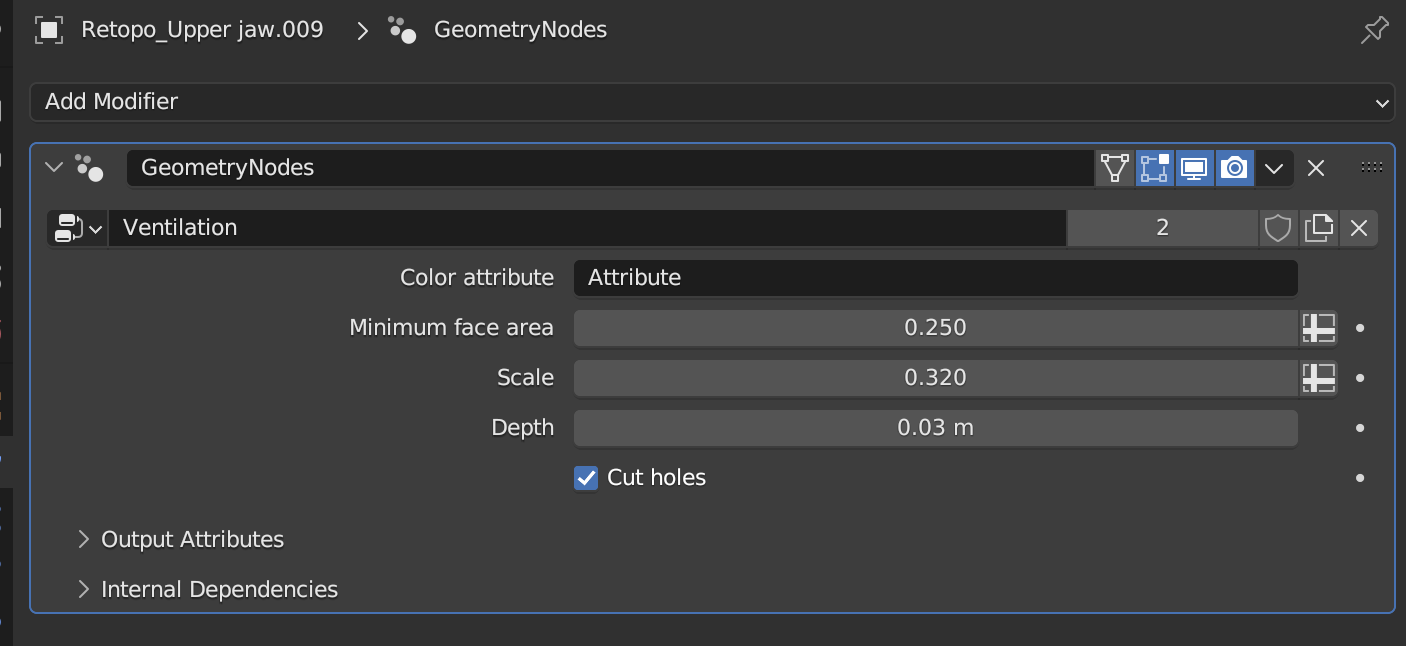 Retopo_Upper jaw.009 GeometryNodes
Add Modifier
GeometryNodes
Ventilation 2
Color attribute Attribute
Minimum face area 0.250
Scale 0.320
Depth 0.03 m
Cut holes
Output Attributes
Internal Dependencies